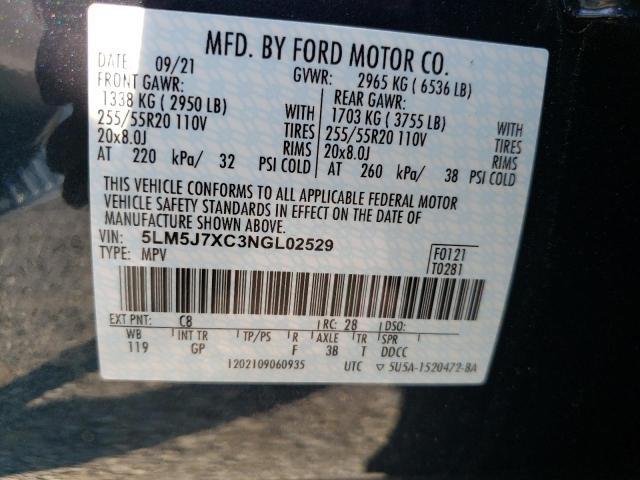 MFD. BY FORD MOTOR CO.
DATE 09/21 GVWR: 2965 KG ( 6536 LB)
FRONT GAWR: REAR GAWR:
1338 KG ( 2950 LB) 1703 KG ( 3755 LB) WITH
255/55R20 110V 255/55R20 110V TIRES
20x8.0J WITH TIRES RIMS 20x8.0J RIMS
AT 220 kPa/ 32 PSI COLD AT 260 kPa/ 38 PSI COLD
THIS VEHICLE CONFORMS TO ALL APPLICABLE FEDERAL MOTOR
VEHICLE SAFETY STANDARDS IN EFFECT ON THE DATE OF
MANUFACTURE SHOWN ABOVE.
VIN: 5LM5J7XC3NGL02529
TYPE: MPV
F0121
T0281
EXT PNT: C8 RC: 28 DSO:
WB INT TR TP/PS R AXLE TR SPR
119 GP F 3B T DDCC
1202109060935 UTC ▽ 5U5A-1520472-BA